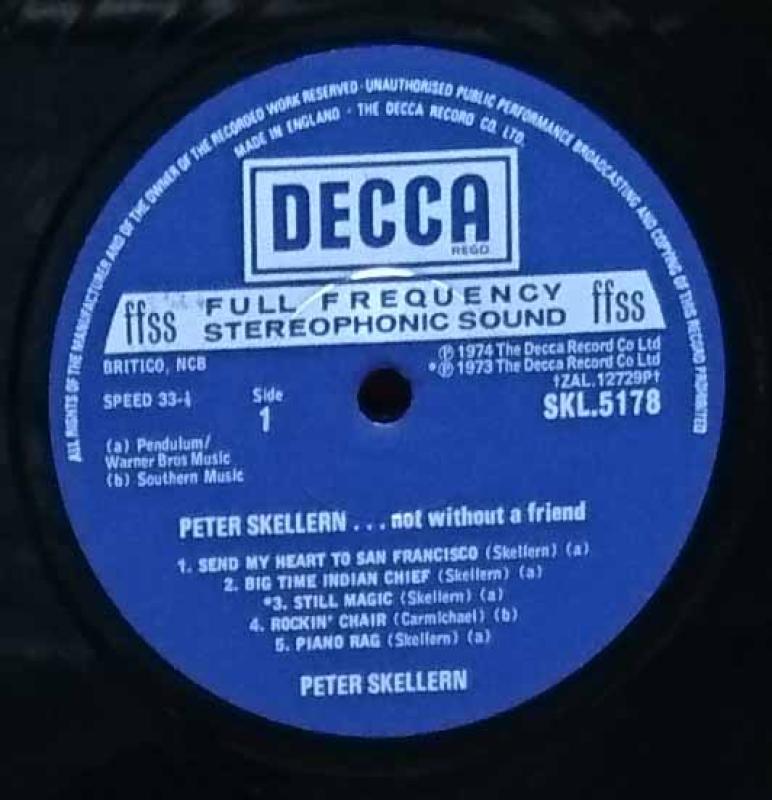 ALL RIGHTS OF THE MANUFACTURER AND OF THE OWNER OF THE RECORDED WORK RESERVED · UNAUTHORISED PUBLIC PERFORMANCE BROADCASTING AND COPYING OF THIS RECORD PROHIBITED
MADE IN ENGLAND · THE DECCA RECORD CO. LTD.
DECCA
REGD
ffss FULL FREQUENCY STEREOPHONIC SOUND ffss
BRITICO, NCB
℗ 1974 The Decca Record Co Ltd
*℗ 1973 The Decca Record Co Ltd
†ZAL.12729P†
SPEED 33-⅓
Side
1
SKL.5178
(a) Pendulum/
Warner Bros Music
(b) Southern Music
PETER SKELLERN . . . not without a friend
1. SEND MY HEART TO SAN FRANCISCO (Skellern) (a)
2. BIG TIME INDIAN CHIEF (Skellern) (a)
*3. STILL MAGIC (Skellern) (a)
4. ROCKIN' CHAIR (Carmichael) (b)
5. PIANO RAG (Skellern) (a)
PETER SKELLERN